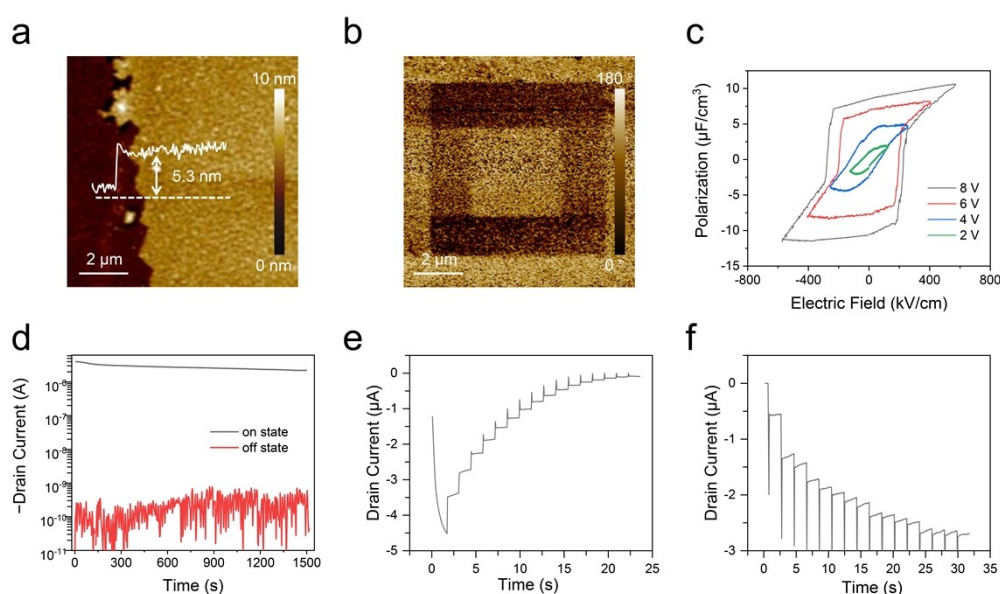 a
10 nm
5.3 nm
2 µm
0 nm
b
180 °
2 µm
0 °
c
Polarization (µF/cm³)
10
5
0
-5
-10
-15
8 V
6 V
4 V
2 V
-800
-400
0
400
800
Electric Field (kV/cm)
d
−Drain Current (A)
10⁻⁶
10⁻⁷
10⁻⁸
10⁻⁹
10⁻¹⁰
10⁻¹¹
on state
off state
0
300
600
900
1200
1500
Time (s)
e
Drain Current (µA)
0
-1
-2
-3
-4
-5
0
5
10
15
20
25
Time (s)
f
Drain Current (µA)
0
-1
-2
-3
0
5
10
15
20
25
30
35
Time (s)